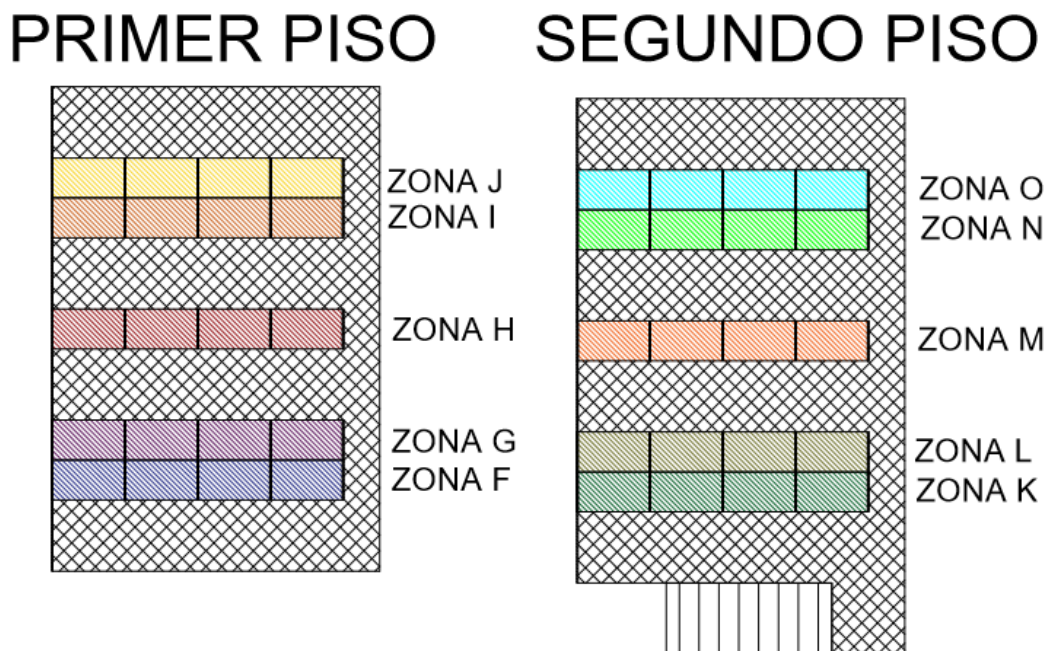 PRIMER PISO
ZONA J
ZONA I
ZONA H
ZONA G
ZONA F
SEGUNDO PISO
ZONA O
ZONA N
ZONA M
ZONA L
ZONA K